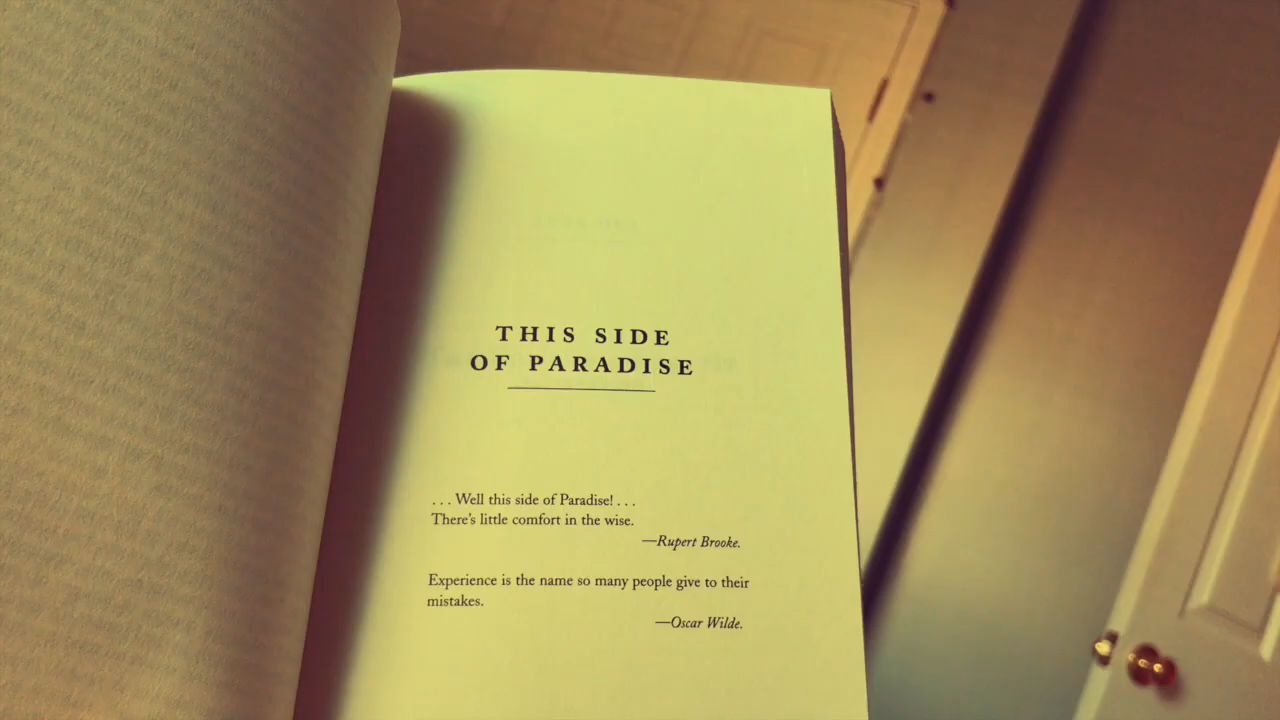 THIS SIDE
OF PARADISE
. . . Well this side of Paradise! . . .
There's little comfort in the wise.
—Rupert Brooke.
Experience is the name so many people give to their
mistakes.
—Oscar Wilde.